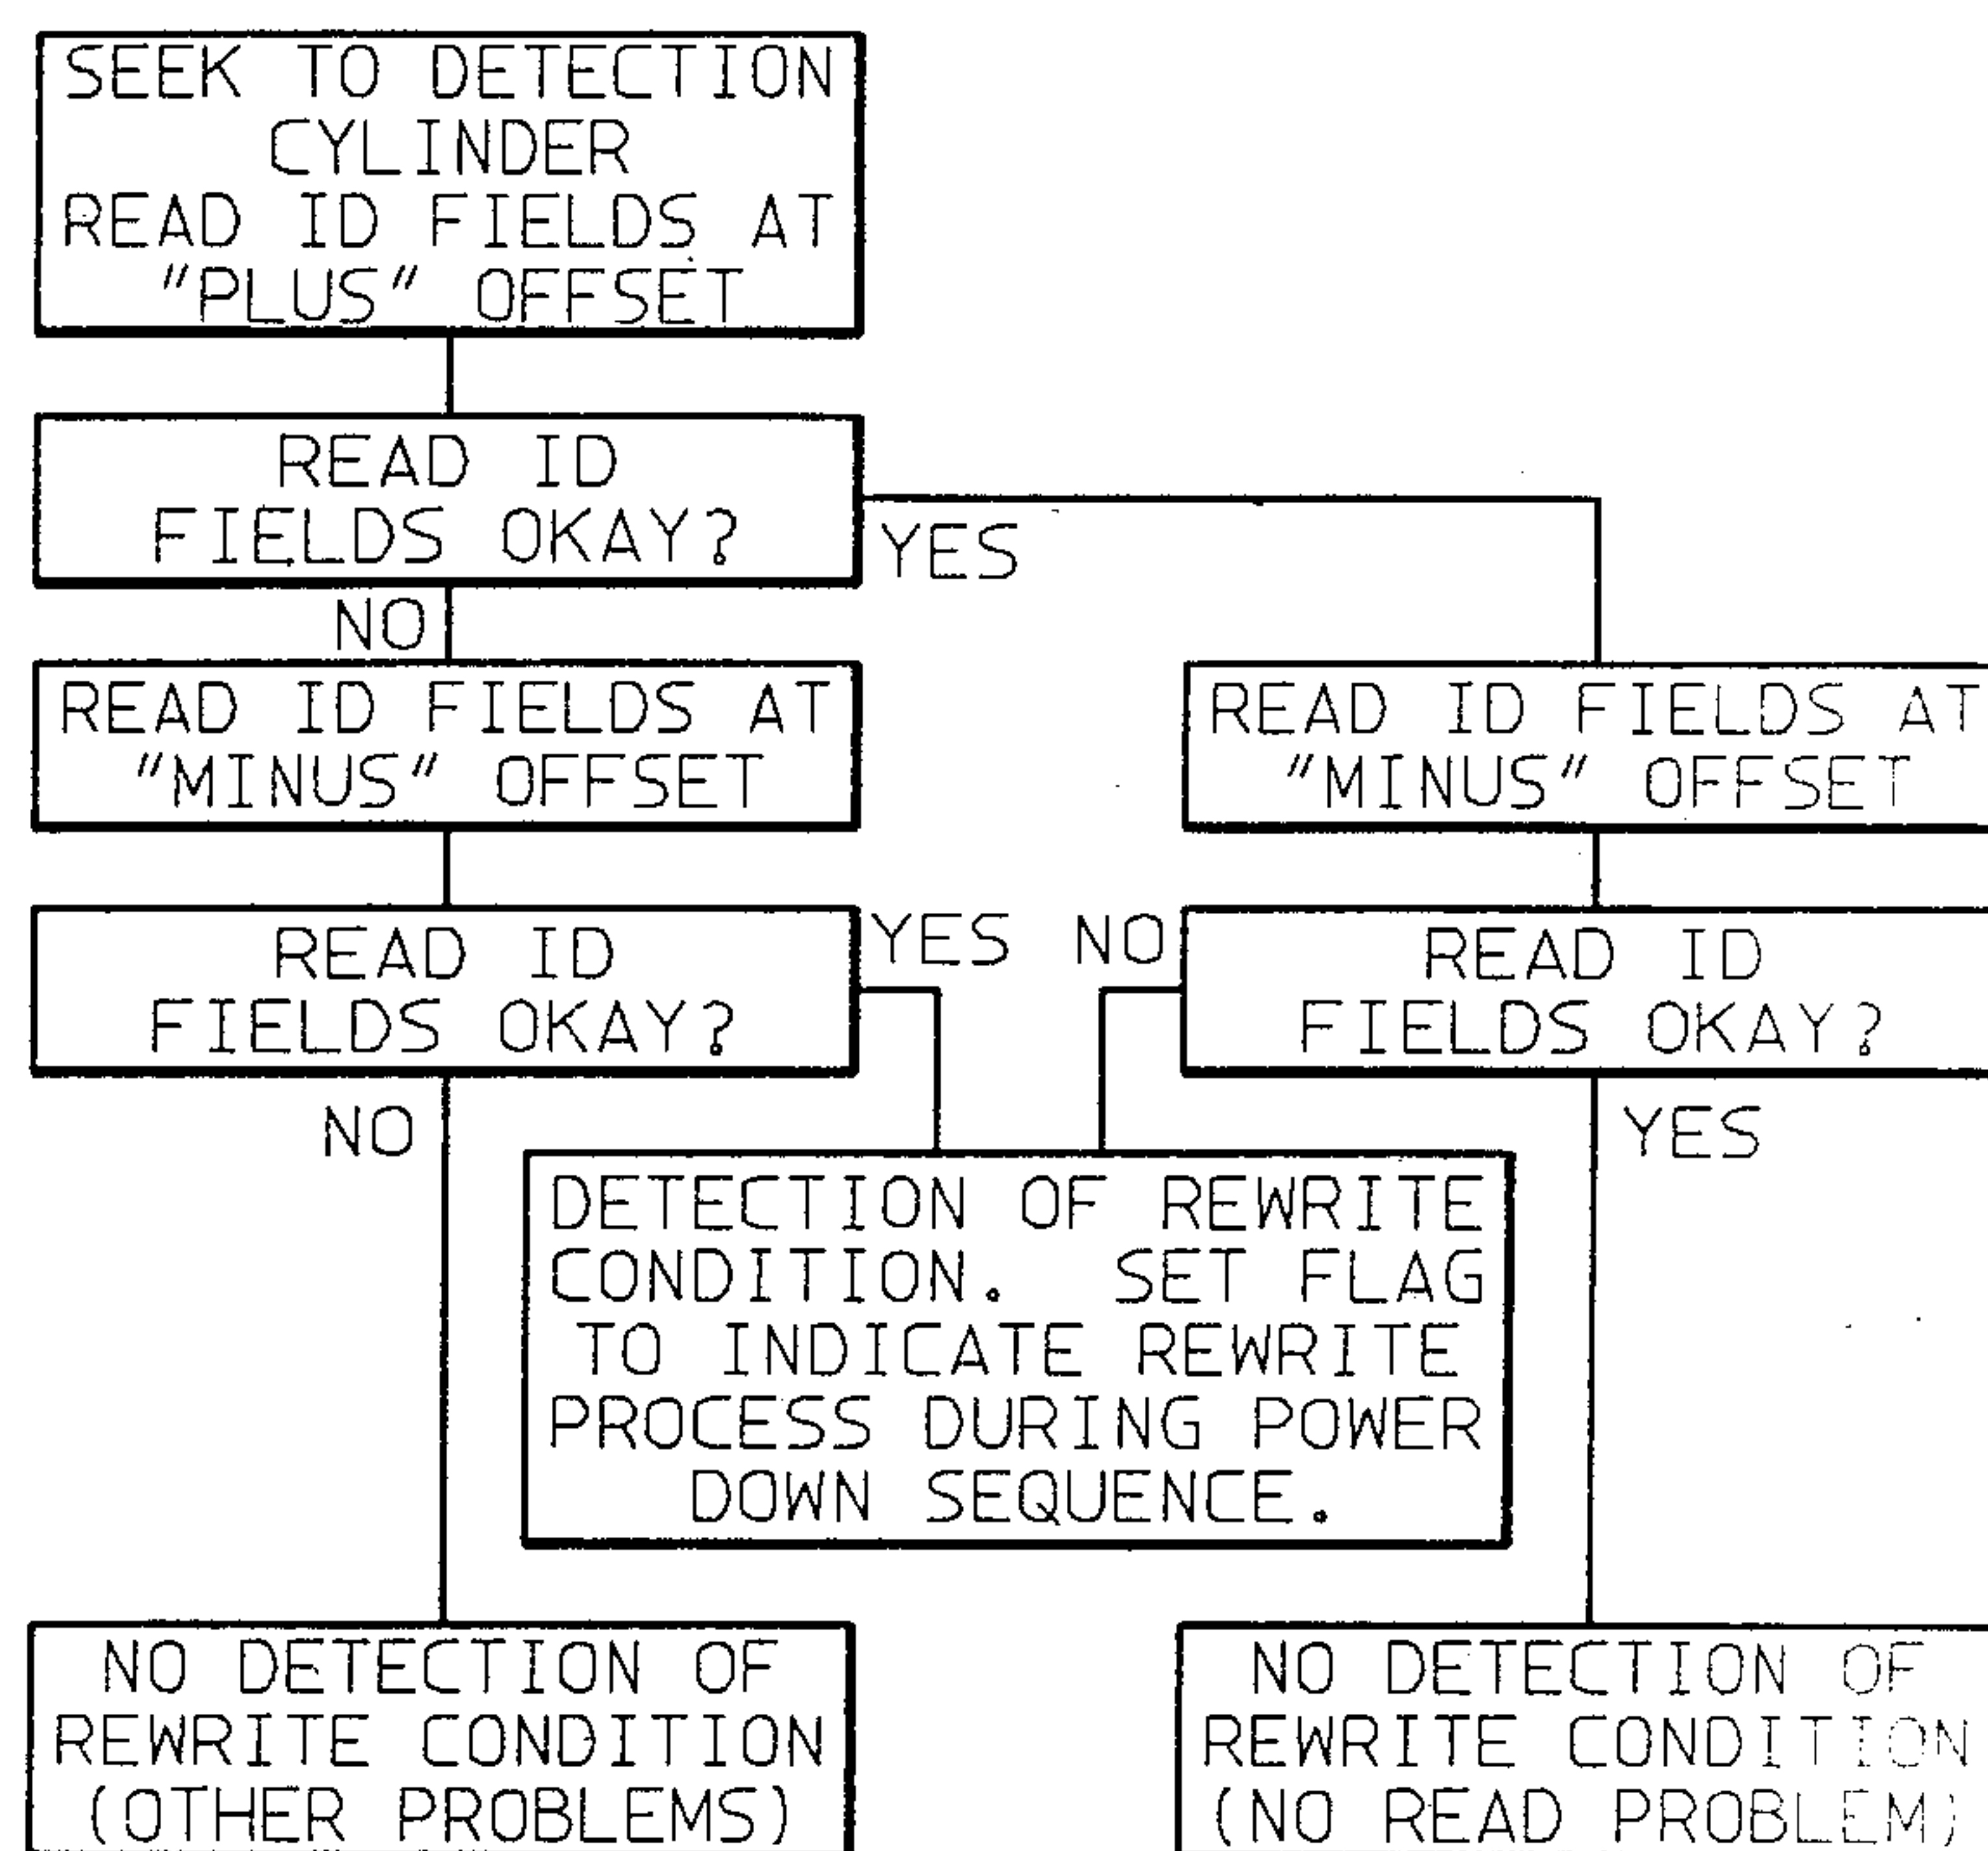 SEEK TO DETECTION
CYLINDER
READ ID FIELDS AT
"PLUS" OFFSET
READ ID
FIELDS OKAY?
YES
NO
READ ID FIELDS AT
"MINUS" OFFSET
READ ID FIELDS AT
"MINUS" OFFSET
READ ID
FIELDS OKAY?
YES
NO
READ ID
FIELDS OKAY?
NO
YES
DETECTION OF REWRITE
CONDITION. SET FLAG
TO INDICATE REWRITE
PROCESS DURING POWER
DOWN SEQUENCE.
NO DETECTION OF
REWRITE CONDITION
(OTHER PROBLEMS)
NO DETECTION OF
REWRITE CONDITION
(NO READ PROBLEM)